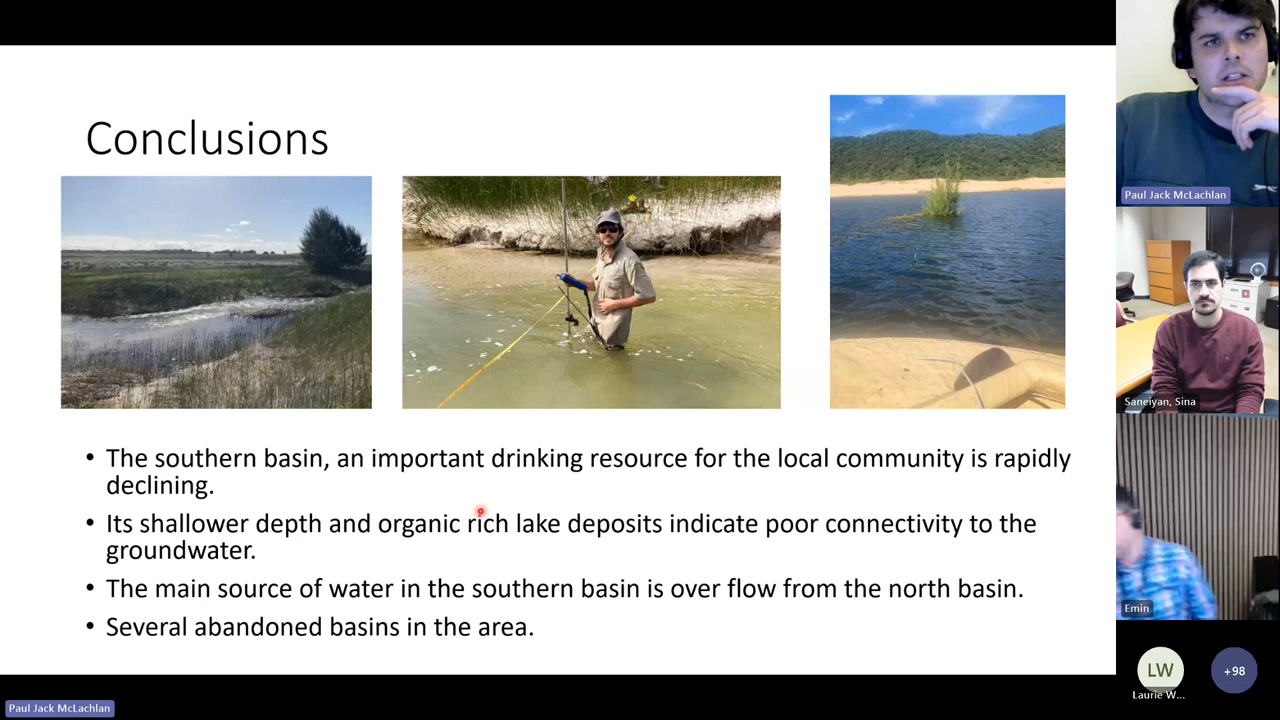 Conclusions
• The southern basin, an important drinking resource for the local community is rapidly
declining.
• Its shallower depth and organic rich lake deposits indicate poor connectivity to the
groundwater.
• The main source of water in the southern basin is over flow from the north basin.
• Several abandoned basins in the area.
Paul Jack McLachlan
Saneiyan, Sina
Emin
LW
Laurie W...
+98
Paul Jack McLachlan